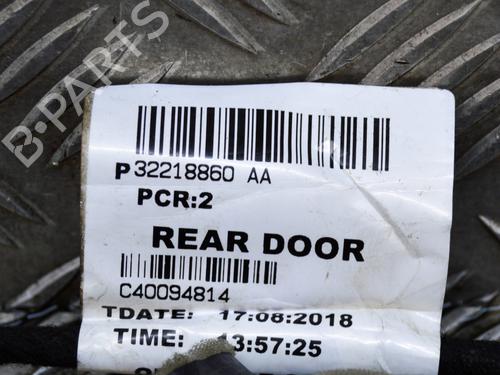 B-PARTS
P32218860 AA
PCR:2
REAR DOOR
C40094814
TDATE: 17:08:2018
TIME: 13:57:25